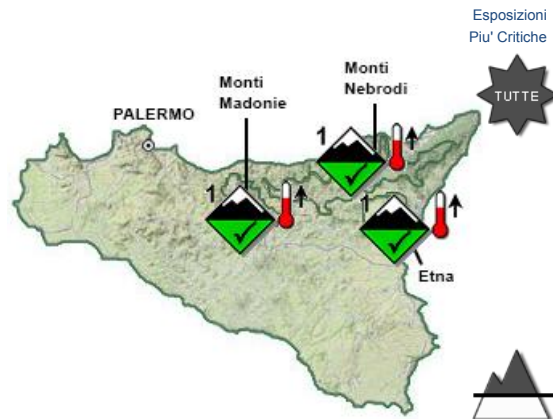 Esposizioni
Piu' Critiche
TUTTE
Monti
Nebrodi
Monti
Madonie
PALERMO
1
1
1
Etna